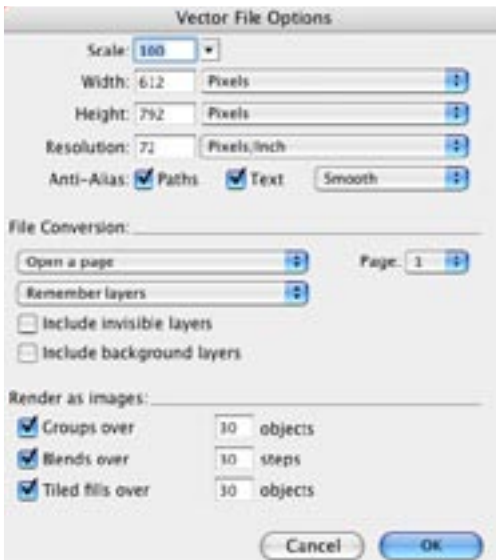 Vector File Options
Scale: 100
Width: 612 Pixels
Height: 792 Pixels
Resolution: 72 Pixels/Inch
Anti-Alias: Paths Text Smooth
File Conversion:
Open a page Page: 1
Remember layers
Include invisible layers
Include background layers
Render as images:
Groups over 30 objects
Blends over 30 steps
Tiled fills over 30 objects
Cancel OK